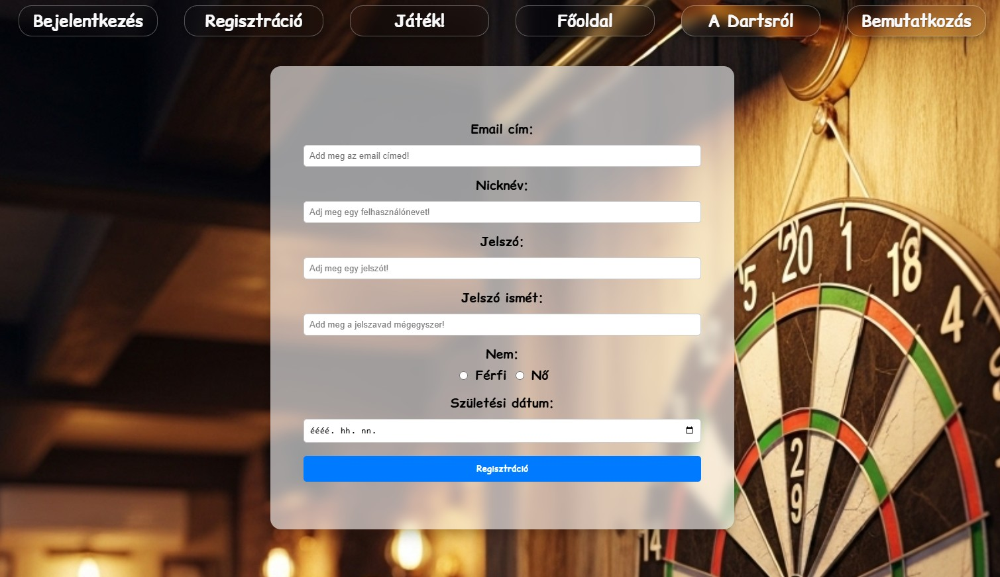 Bejelentkezés Regisztráció Játék! Főoldal A Dartsról Bemutatkozás
Email cím:
Add meg az email címed!
Nicknév:
Adj meg egy felhasználónevet!
Jelszó:
Adj meg egy jelszót!
Jelszó ismét:
Add meg a jelszavad mégegyszer!
Nem:
Férfi Nő
Születési dátum:
éééé. hh. nn.
Regisztráció
5 20 1 18 4
2
9
14